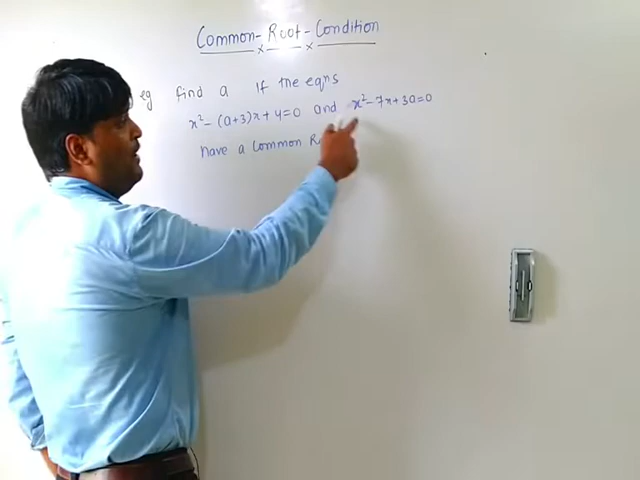 Common-Root-Condition
eg find a If the eqns
x²-(a+3)x+4=0 and x²-7x+3a=0
have a Common